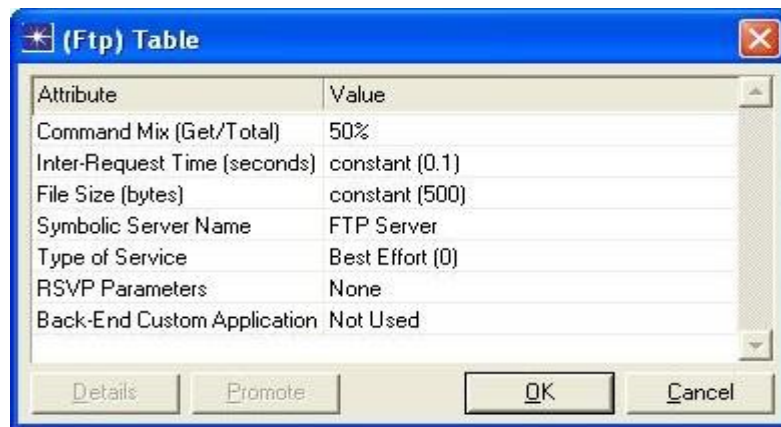 (Ftp) Table
Attribute Value
Command Mix (Get/Total) 50%
Inter-Request Time (seconds) constant (0.1)
File Size (bytes) constant (500)
Symbolic Server Name FTP Server
Type of Service Best Effort (0)
RSVP Parameters None
Back-End Custom Application Not Used
Details Promote OK Cancel